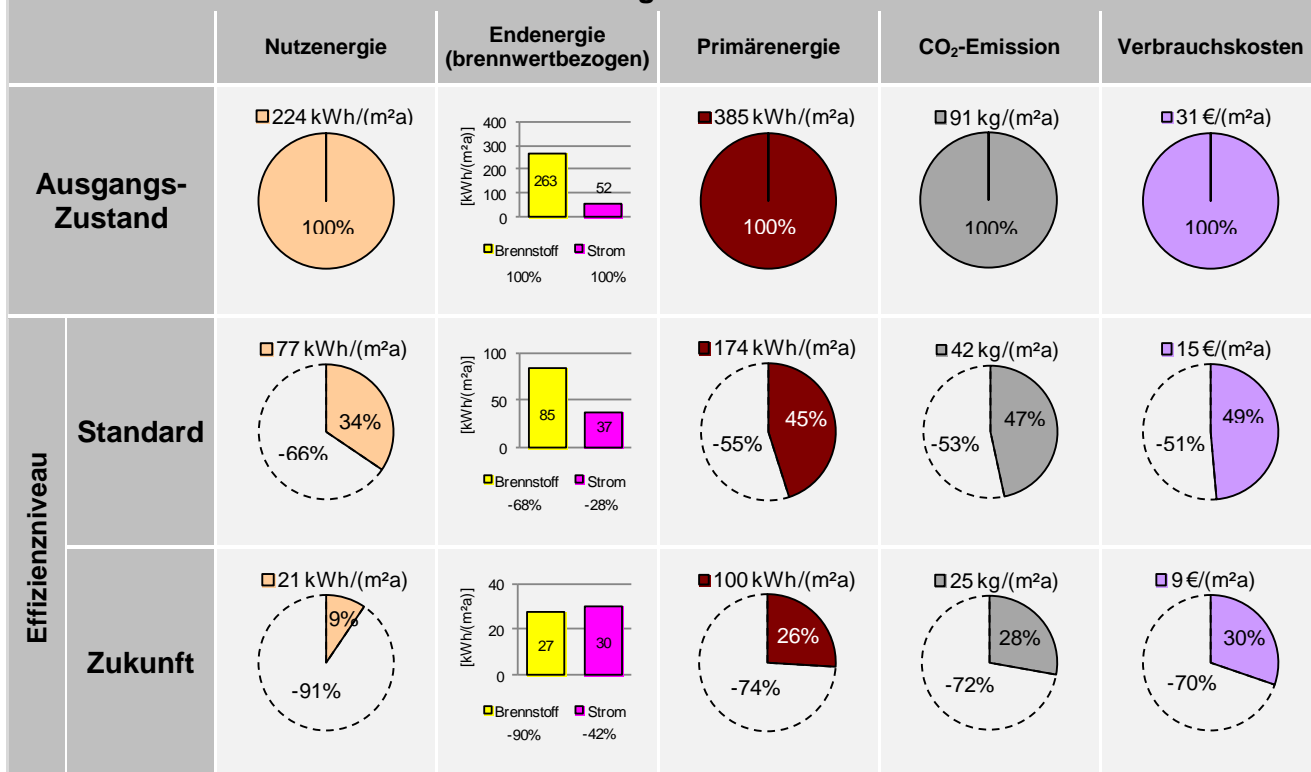 Nutzenergie
Endenergie
(brennwertbezogen)
Primärenergie
CO₂-Emission
Verbrauchskosten
Ausgangs-
Zustand
224 kWh/(m²a)
100%
[kWh/(m²a)]
400
300
200
100
0
263
52
Brennstoff Strom
100% 100%
385 kWh/(m²a)
100%
91 kg/(m²a)
100%
31 €/(m²a)
100%
Effizienzniveau
Standard
77 kWh/(m²a)
34%
-66%
[kWh/(m²a)]
100
50
0
85
37
Brennstoff Strom
-68% -28%
174 kWh/(m²a)
45%
-55%
42 kg/(m²a)
47%
-53%
15 €/(m²a)
49%
-51%
Zukunft
21 kWh/(m²a)
9%
-91%
[kWh/(m²a)]
40
20
0
27
30
Brennstoff Strom
-90% -42%
100 kWh/(m²a)
26%
-74%
25 kg/(m²a)
28%
-72%
9 €/(m²a)
30%
-70%